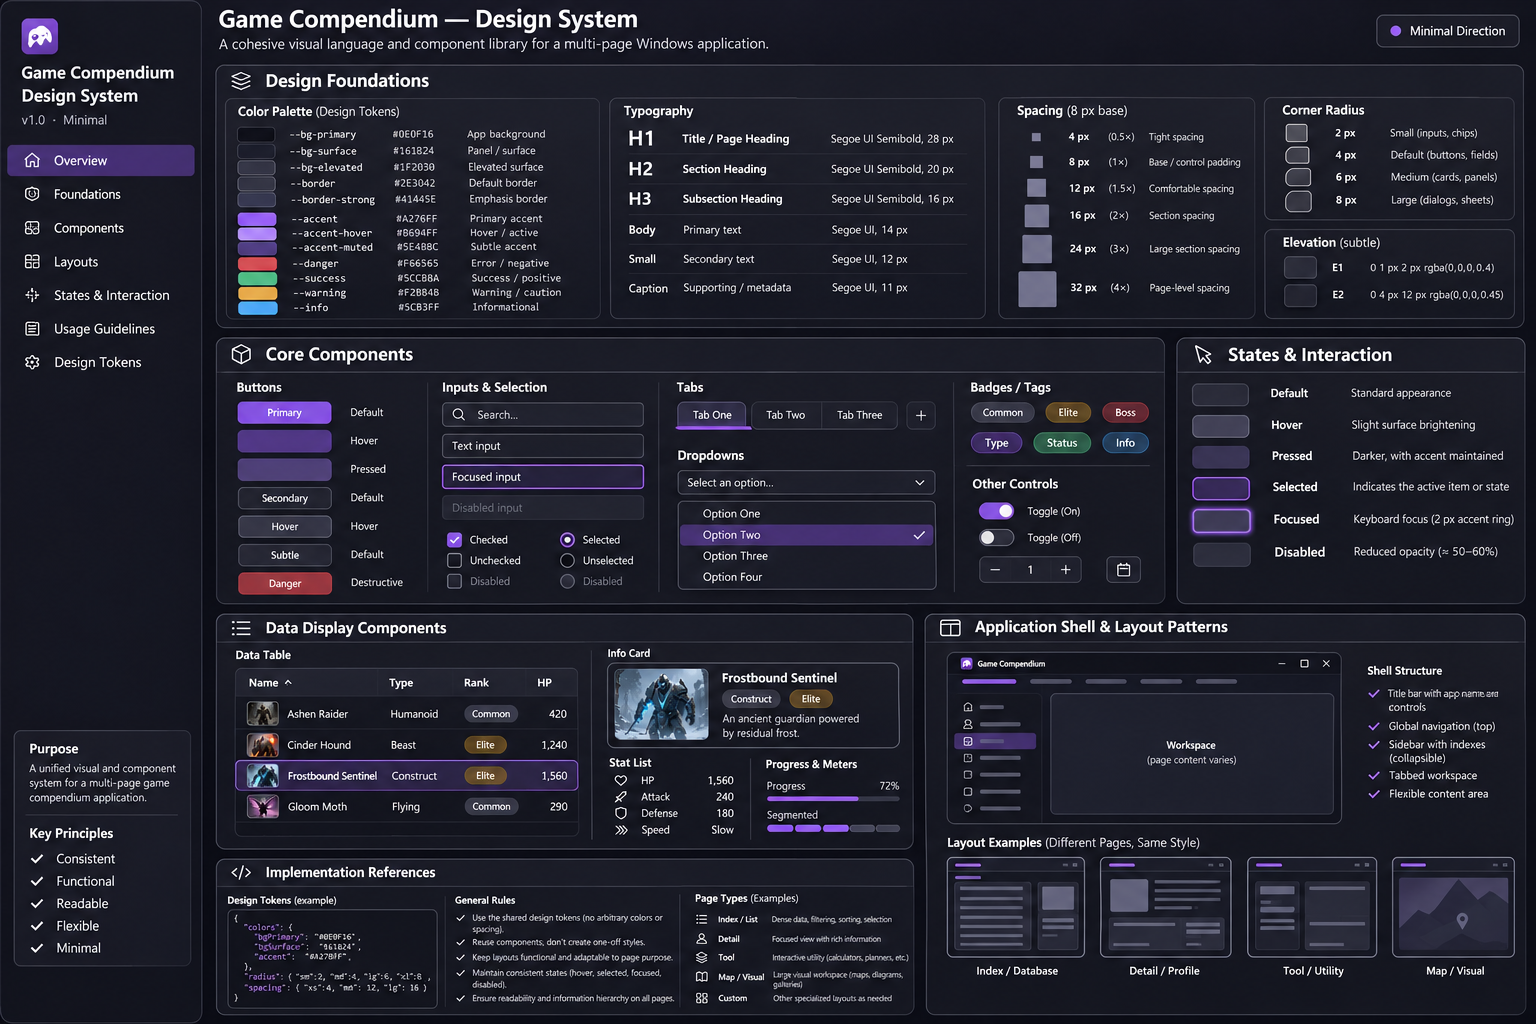 Game Compendium
Design System
v1.0 · Minimal
Overview
Foundations
Components
Layouts
States & Interaction
Usage Guidelines
Design Tokens
Purpose
A unified visual and component
system for a multi-page game
compendium application.
Key Principles
Consistent
Functional
Readable
Flexible
Minimal
Game Compendium — Design System
A cohesive visual language and component library for a multi-page Windows application.
Minimal Direction
Design Foundations
Color Palette (Design Tokens)
--bg-primary #0E0F16 App background
--bg-surface #161B24 Panel / surface
--bg-elevated #1F2030 Elevated surface
--border #2E3042 Default border
--border-strong #41445E Emphasis border
--accent #A276FF Primary accent
--accent-hover #B694FF Hover / active
--accent-muted #5E4B8C Subtle accent
--danger #F66565 Error / negative
--success #5CCBBA Success / positive
--warning #F2BB4B Warning / caution
--info #5CB3FF Informational
Typography
H1 Title / Page Heading Segoe UI Semibold, 28 px
H2 Section Heading Segoe UI Semibold, 20 px
H3 Subsection Heading Segoe UI Semibold, 16 px
Body Primary text Segoe UI, 14 px
Small Secondary text Segoe UI, 12 px
Caption Supporting / metadata Segoe UI, 11 px
Spacing (8 px base)
4 px (0.5×) Tight spacing
8 px (1×) Base / control padding
12 px (1.5×) Comfortable spacing
16 px (2×) Section spacing
24 px (3×) Large section spacing
32 px (4×) Page-level spacing
Corner Radius
2 px Small (inputs, chips)
4 px Default (buttons, fields)
6 px Medium (cards, panels)
8 px Large (dialogs, sheets)
Elevation (subtle)
E1 0 1 px 2 px rgba(0,0,0,0.4)
E2 0 4 px 12 px rgba(0,0,0,0.45)
Core Components
Buttons
Primary Default
Hover
Pressed
Secondary Default
Hover Hover
Subtle Default
Danger Destructive
Inputs & Selection
Search...
Text input
Focused input
Disabled input
Checked Selected
Unchecked Unselected
Disabled Disabled
Tabs
Tab One Tab Two Tab Three +
Dropdowns
Select an option...
Option One
Option Two
Option Three
Option Four
Badges / Tags
Common Elite Boss
Type Status Info
Other Controls
Toggle (On)
Toggle (Off)
− 1 +
States & Interaction
Default Standard appearance
Hover Slight surface brightening
Pressed Darker, with accent maintained
Selected Indicates the active item or state
Focused Keyboard focus (2 px accent ring)
Disabled Reduced opacity (≈ 50–60%)
Data Display Components
Data Table
Name Type Rank HP
Ashen Raider Humanoid Common 420
Cinder Hound Beast Elite 1,240
Frostbound Sentinel Construct Elite 1,560
Gloom Moth Flying Common 290
Info Card
Frostbound Sentinel
Construct Elite
An ancient guardian powered
by residual frost.
Stat List
HP 1,560
Attack 240
Defense 180
Speed Slow
Progress & Meters
Progress 72%
Segmented
Implementation References
Design Tokens (example)
{
"colors": {
"bgPrimary": "#0E0F16",
"bgSurface": "#161B24",
"accent": "#A27BFF",
},
"radius": { "sm":2, "md":4, "lg":6, "xl":8 ,
"spacing": { "xs":4, "mm": 12, "lg": 16 }
}
General Rules
Use the shared design tokens (no arbitrary colors or
spacing).
Reuse components, don't create one-off styles.
Keep layouts functional and adaptable to page purpose.
Maintain consistent states (hover, selected, focused,
disabled).
Ensure readability and information hierarchy on all pages.
Page Types (Examples)
Index / List Dense data, filtering, sorting, selection
Detail Focused view with rich information
Tool Interactive utility (calculators, planners, etc.)
Map / Visual Large visual workspace (maps, diagrams,
galleries)
Custom Other specialized layouts as needed
Application Shell & Layout Patterns
Game Compendium
Workspace
(page content varies)
Shell Structure
Title bar with app name and
controls
Global navigation (top)
Sidebar with indexes
(collapsible)
Tabbed workspace
Flexible content area
Layout Examples (Different Pages, Same Style)
Index / Database
Detail / Profile
Tool / Utility
Map / Visual